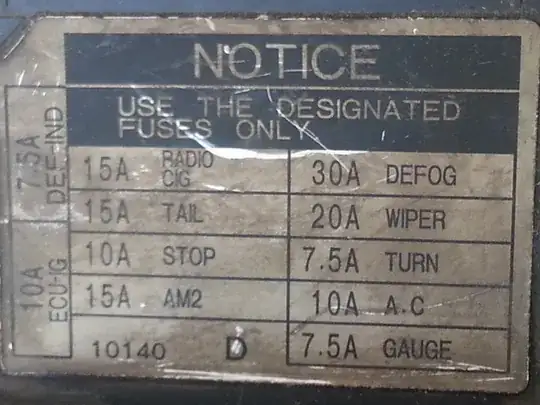 NOTICE
USE THE DESIGNATED
FUSES ONLY
7.5A DEF-IND
10A ECU-IG
15A RADIO CIG
15A TAIL
10A STOP
15A AM2
10140 D
30A DEFOG
20A WIPER
7.5A TURN
10A A.C
7.5A GAUGE